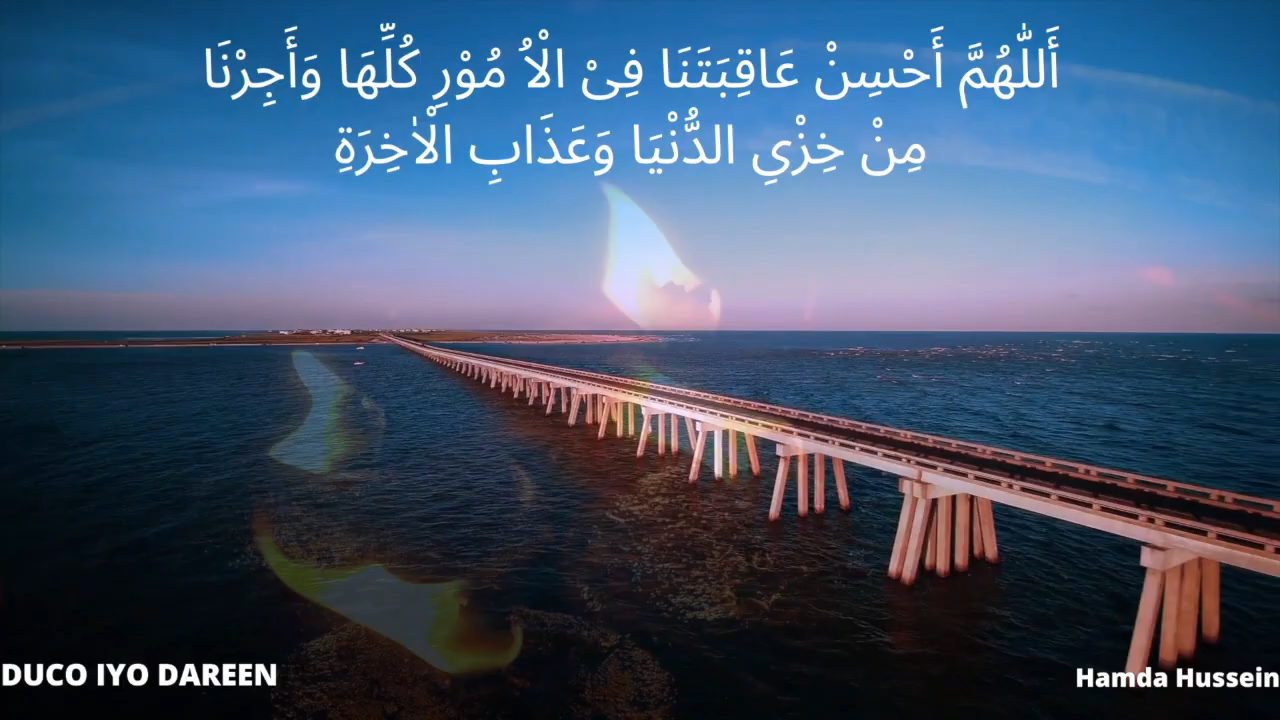 أَللّٰهُمَّ أَحْسِنْ عَاقِبَتَنَا فِىْ الْاُ مُوْرِ كُلِّهَا وَأَجِرْنَا
مِنْ خِزْيِ الدُّنْيَا وَعَذَابِ الْاٰخِرَةِ
DUCO IYO DAREEN
Hamda Hussein